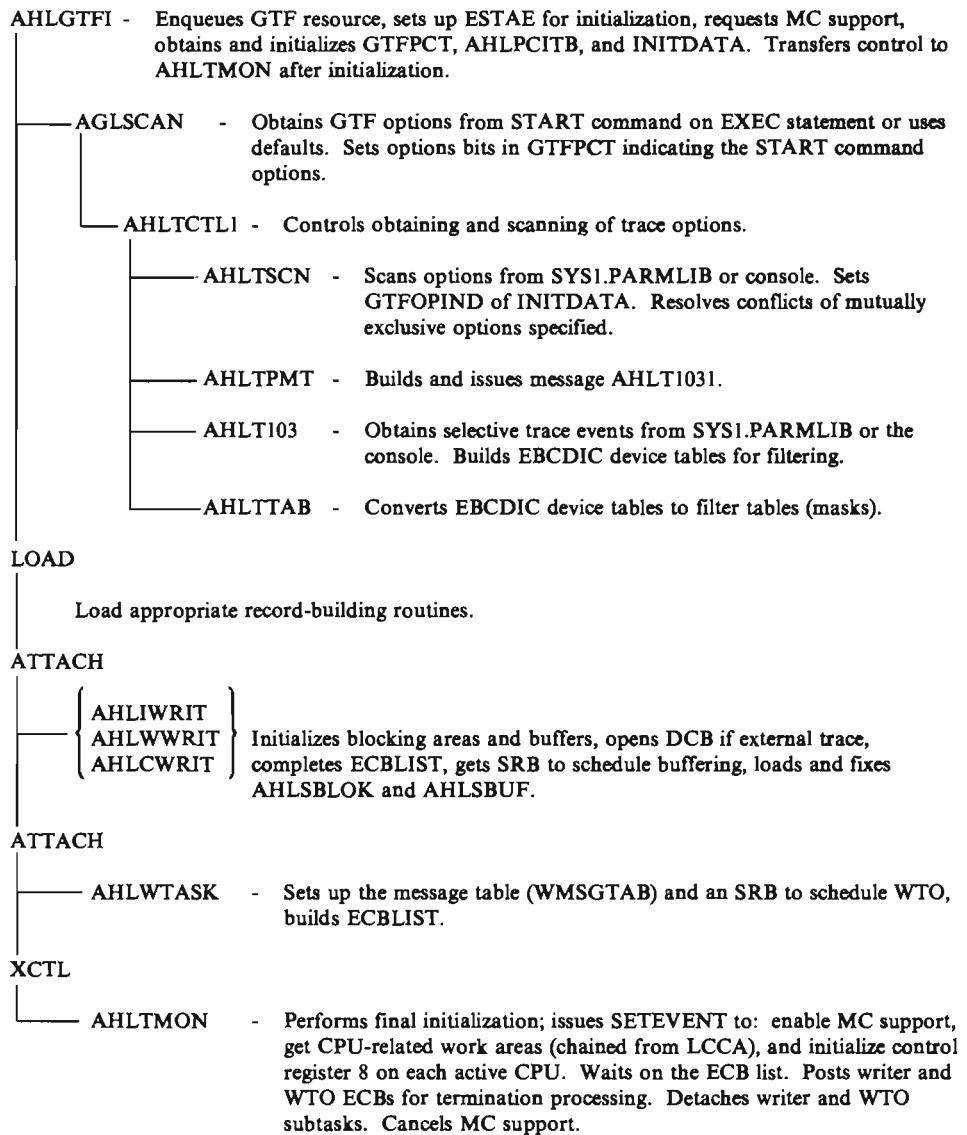 AHLGTFI - Enqueues GTF resource, sets up ESTAE for initialization, requests MC support,
obtains and initializes GTFPCT, AHLPCITB, and INITDATA. Transfers control to
AHLTMON after initialization.
AGLSCAN - Obtains GTF options from START command on EXEC statement or uses
defaults. Sets options bits in GTFPCT indicating the START command
options.
AHLTCTL1 - Controls obtaining and scanning of trace options.
AHLTSCN - Scans options from SYS1.PARMLIB or console. Sets
GTFOPIND of INITDATA. Resolves conflicts of mutually
exclusive options specified.
AHLTPMT - Builds and issues message AHLT1031.
AHLT103 - Obtains selective trace events from SYS1.PARMLIB or the
console. Builds EBCDIC device tables for filtering.
AHLTTAB - Converts EBCDIC device tables to filter tables (masks).
LOAD
Load appropriate record-building routines.
ATTACH
AHLIWRIT
AHLWWRIT Initializes blocking areas and buffers, opens DCB if external trace,
AHLCWRIT completes ECBLIST, gets SRB to schedule buffering, loads and fixes
AHLSBLOK and AHLSBUF.
ATTACH
AHLWTASK - Sets up the message table (WMSGTAB) and an SRB to schedule WTO,
builds ECBLIST.
XCTL
AHLTMON - Performs final initialization; issues SETEVENT to: enable MC support,
get CPU-related work areas (chained from LCCA), and initialize control
register 8 on each active CPU. Waits on the ECB list. Posts writer and
WTO ECBs for termination processing. Detaches writer and WTO
subtasks. Cancels MC support.